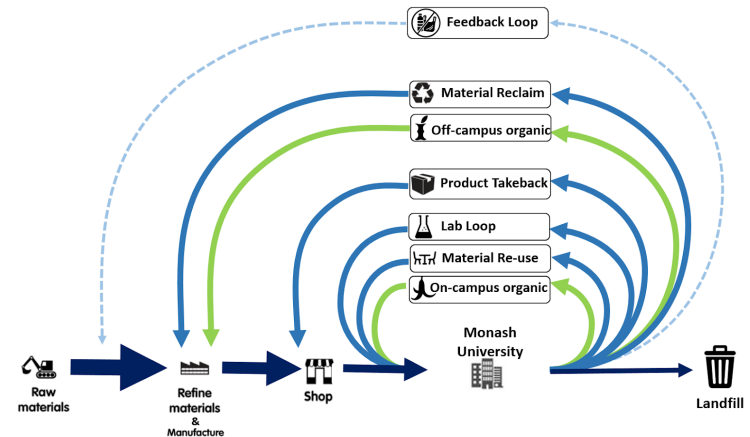 Feedback Loop
Material Reclaim
Off-campus organic
Product Takeback
Lab Loop
Material Re-use
On-campus organic
Monash
University
Raw
materials
Refine
materials
&
Manufacture
Shop
Landfill